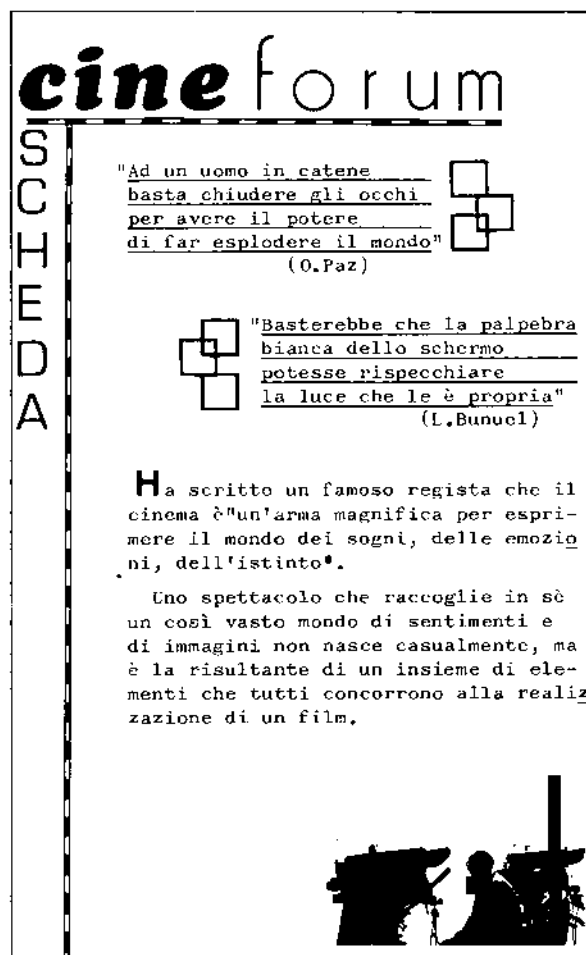 cineforum
SCHEDA
"Ad un uomo in catene
basta chiudere gli occhi
per avere il potere
di far esplodere il mondo"
(O.Paz)
"Basterebbe che la palpebra
bianca dello schermo
potesse rispecchiare
la luce che le è propria"
(L.Bunuel)
Ha scritto un famoso regista che il
cinema è"un'arma magnifica per espri-
mere il mondo dei sogni, delle emozio
ni, dell'istinto".
Uno spettacolo che raccoglie in sè
un così vasto mondo di sentimenti e
di immagini non nasce casualmente, ma
è la risultante di un insieme di ele-
menti che tutti concorrono alla realiz
zazione di un film.